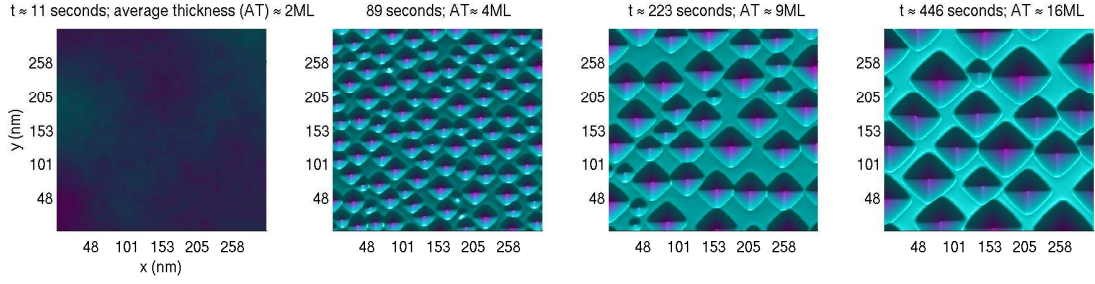 t ≈ 11 seconds; average thickness (AT) ≈ 2ML
89 seconds; AT≈ 4ML
t ≈ 223 seconds; AT ≈ 9ML
t ≈ 446 seconds; AT ≈ 16ML
y (nm)
258
205
153
101
48
48 101 153 205 258
x (nm)
258
205
153
101
48
48 101 153 205 258
258
205
153
101
48
48 101 153 205 258
258
205
153
101
48
48 101 153 205 258